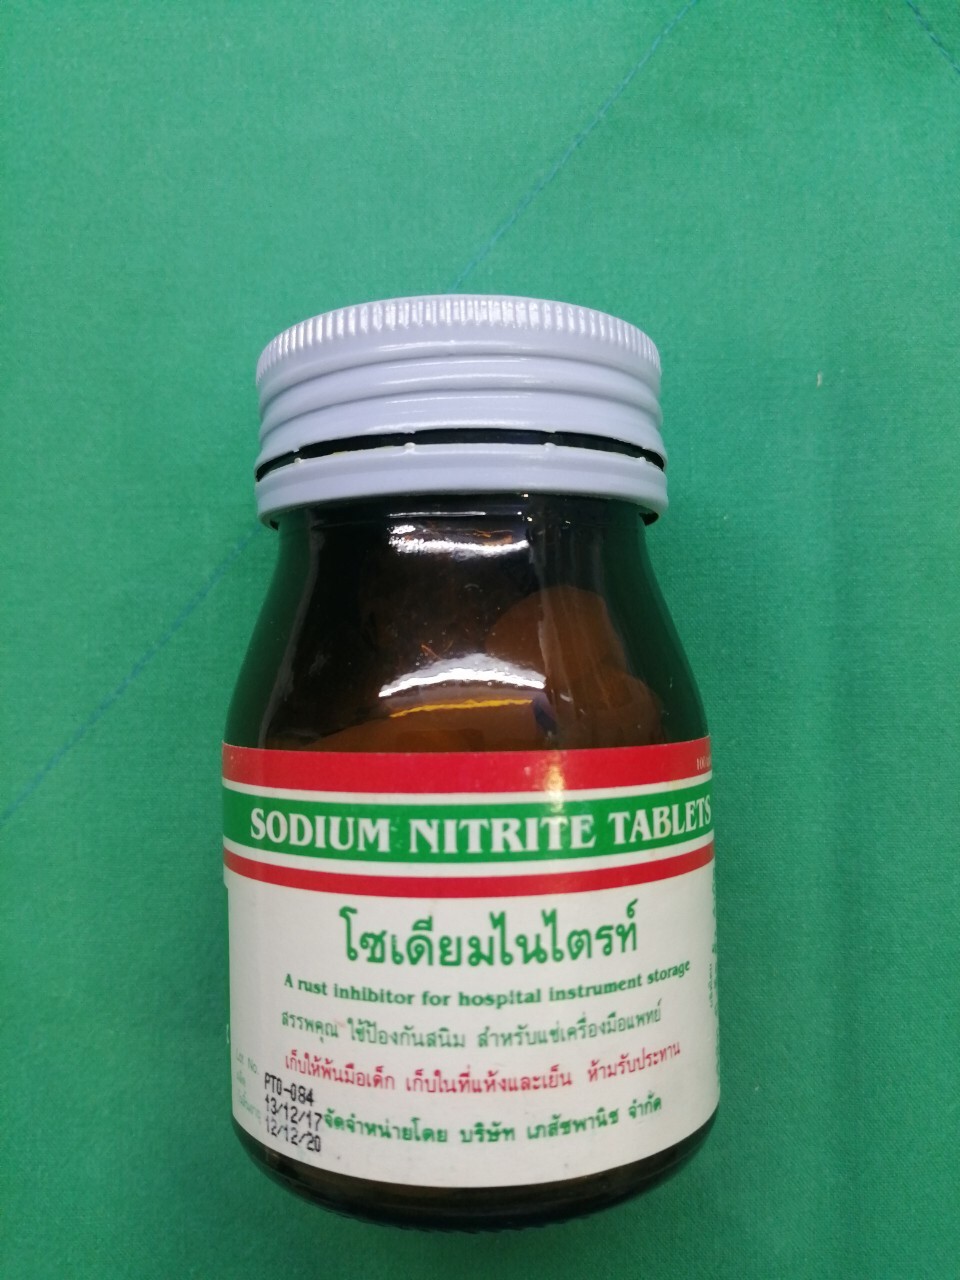 SODIUM NITRITE TABLETS
โซเดียมไนไตรท์
A rust inhibitor for hospital instrument storage
สรรพคุณ ใช้ป้องกันสนิม สำหรับแช่เครื่องมือแพทย์
เก็บให้พ้นมือเด็ก เก็บในที่แห้งและเย็น ห้ามรับประทาน
PTO-084
13/12/17
12/12/20
จัดจำหน่ายโดย บริษัท เภสัชพานิช จำกัด